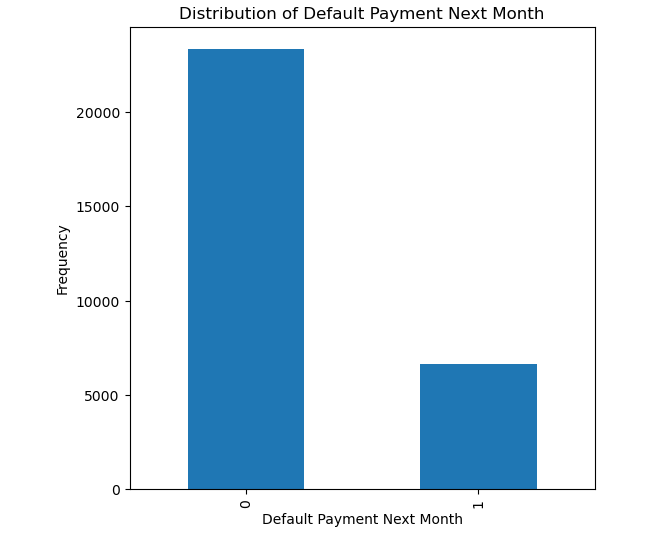 Distribution of Default Payment Next Month
20000
15000
10000
5000
0
Frequency
0
1
Default Payment Next Month